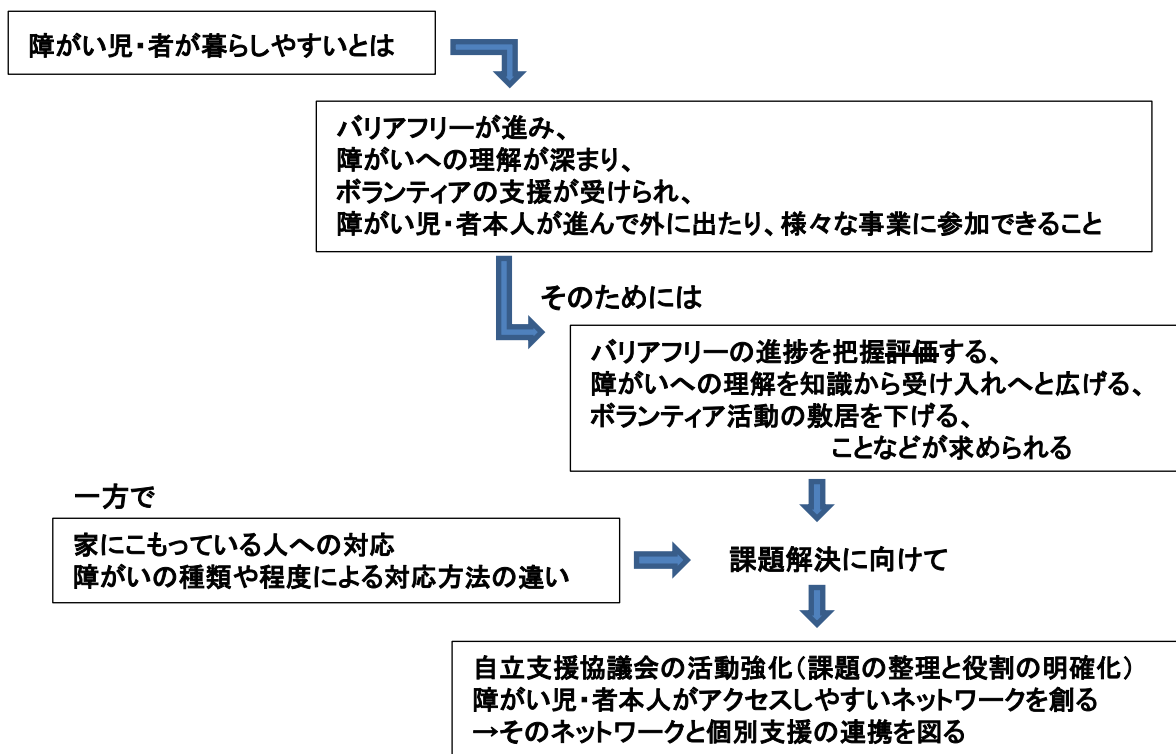 障がい児・者が暮らしやすいとは
バリアフリーが進み、
障がいへの理解が深まり、
ボランティアの支援が受けられ、
障がい児・者本人が進んで外に出たり、様々な事業に参加できること
そのためには
バリアフリーの進捗を把握評価する、
障がいへの理解を知識から受け入れへと広げる、
ボランティア活動の敷居を下げる、
ことなどが求められる
一方で
家にこもっている人への対応
障がいの種類や程度による対応方法の違い
課題解決に向けて
自立支援協議会の活動強化（課題の整理と役割の明確化）
障がい児・者本人がアクセスしやすいネットワークを創る
→そのネットワークと個別支援の連携を図る